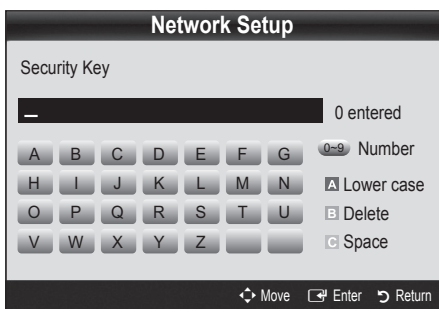 Network Setup
Security Key
0 entered
A B C D E F G 0~9 Number
H I J K L M N A Lower case
O P Q R S T U B Delete
V W X Y Z C Space
Move Enter Return